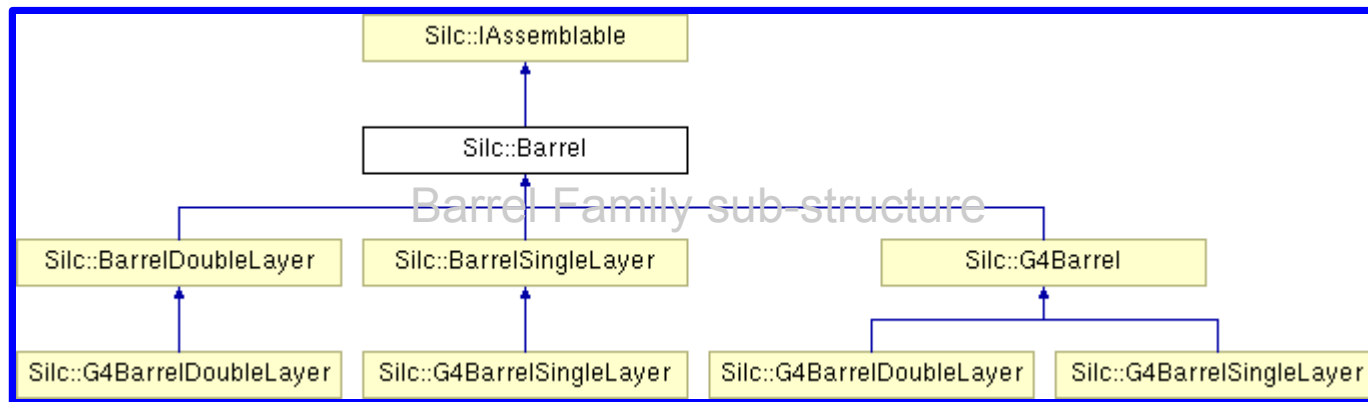 Silc::IAssemblable
Silc::Barrel
Barrel Family sub-structure
Silc::BarrelDoubleLayer
Silc::BarrelSingleLayer
Silc::G4Barrel
Silc::G4BarrelDoubleLayer
Silc::G4BarrelSingleLayer
Silc::G4BarrelDoubleLayer
Silc::G4BarrelSingleLayer